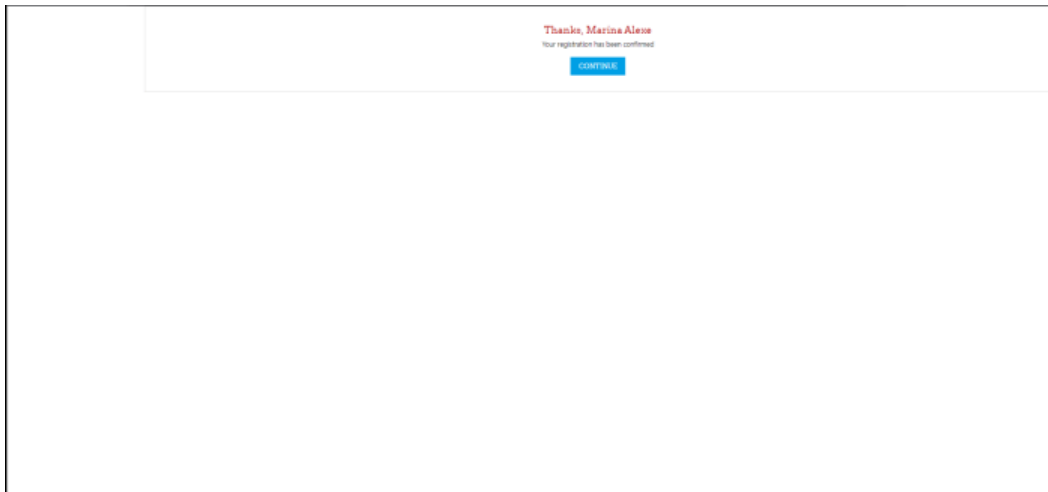 Thanks, Marina Alexe
Your registration has been confirmed
CONTINUE